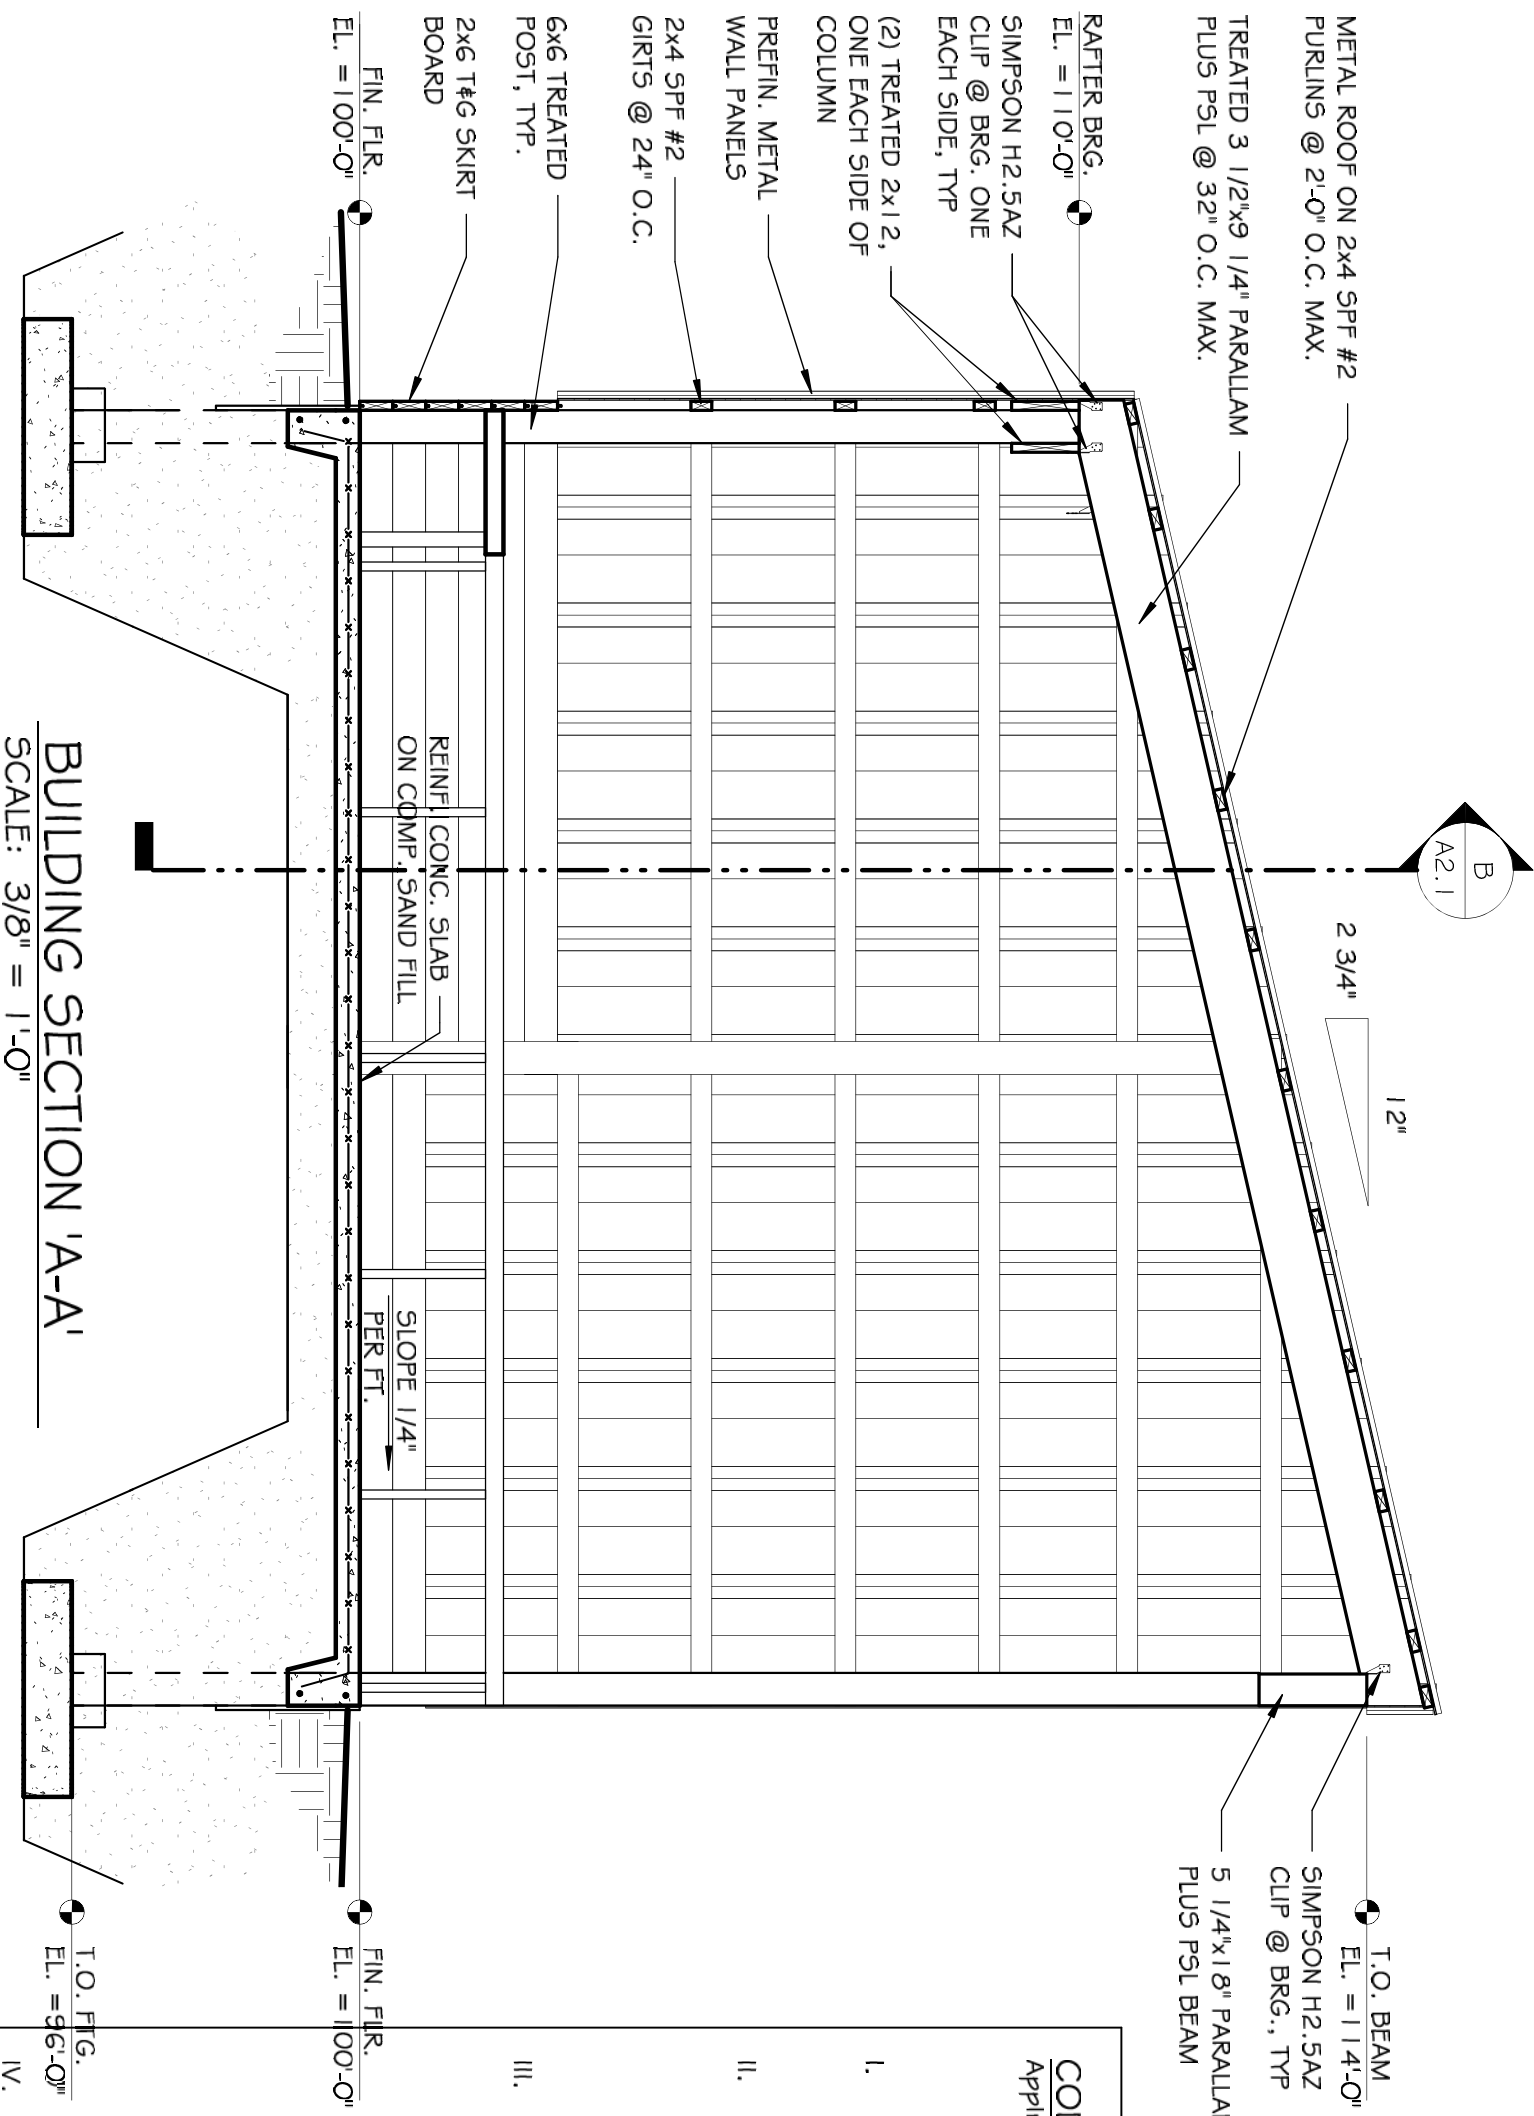 METAL ROOF ON 2x4 SPF #2
PURLINS @ 2'-0" O.C. MAX.
TREATED 3 1/2"x9 1/4" PARALLAM
PLUS PSL @ 32" O.C. MAX.
RAFTER BRG.
EL. =110'-0"
SIMPSON H2.5AZ
CLIP @ BRG. ONE
EACH SIDE, TYP
(2) TREATED 2x12,
ONE EACH SIDE OF
COLUMN
PREFIN. METAL
WALL PANELS
2x4 SPF #2
GIRTS @ 24" O.C.
6x6 TREATED
POST, TYP.
2x6 T&G SKIRT
BOARD
FIN. FLR.
EL. =100'-0"
B
A2.1
2 3/4"
12"
REINF. CONC. SLAB
ON COMP. SAND FILL
SLOPE 1/4"
PER FT.
T.O. BEAM
EL. =114'-0"
SIMPSON H2.5AZ
CLIP @ BRG., TYP
5 1/4"x18" PARALLA
PLUS PSL BEAM
FIN. FLR.
EL. =100'-0"
T.O. FTG.
EL. =96'-0"
BUILDING SECTION 'A-A'
SCALE: 3/8" = 1'-0"
Appli
I.
II.
III.
IV.